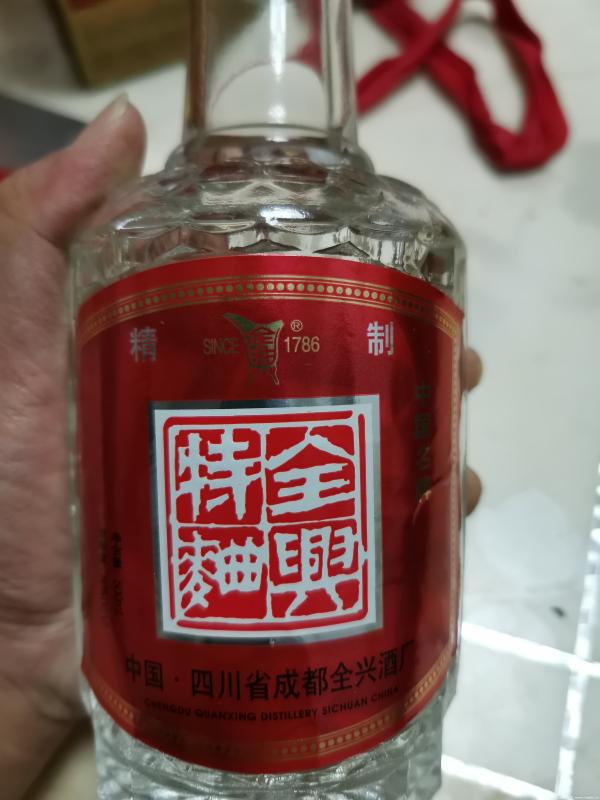 精 SINCE ® 1786 制
中国名酒
全興
特麯
中国·四川省成都全兴酒厂
CHENGDU QUANXING DISTILLERY SICHUAN CHINA